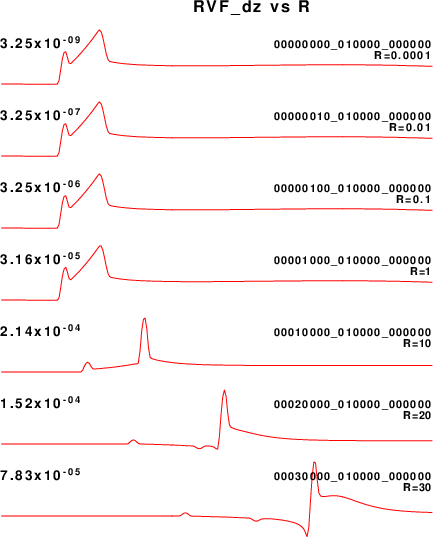 RVF_dz vs R
3.25x10-09 00000000_010000_000000
R=0.0001
3.25x10-07 00000010_010000_000000
R=0.01
3.25x10-06 00000100_010000_000000
R=0.1
3.16x10-05 00001000_010000_000000
R=1
2.14x10-04 00010000_010000_000000
R=10
1.52x10-04 00020000_010000_000000
R=20
7.83x10-05 00030000_010000_000000
R=30